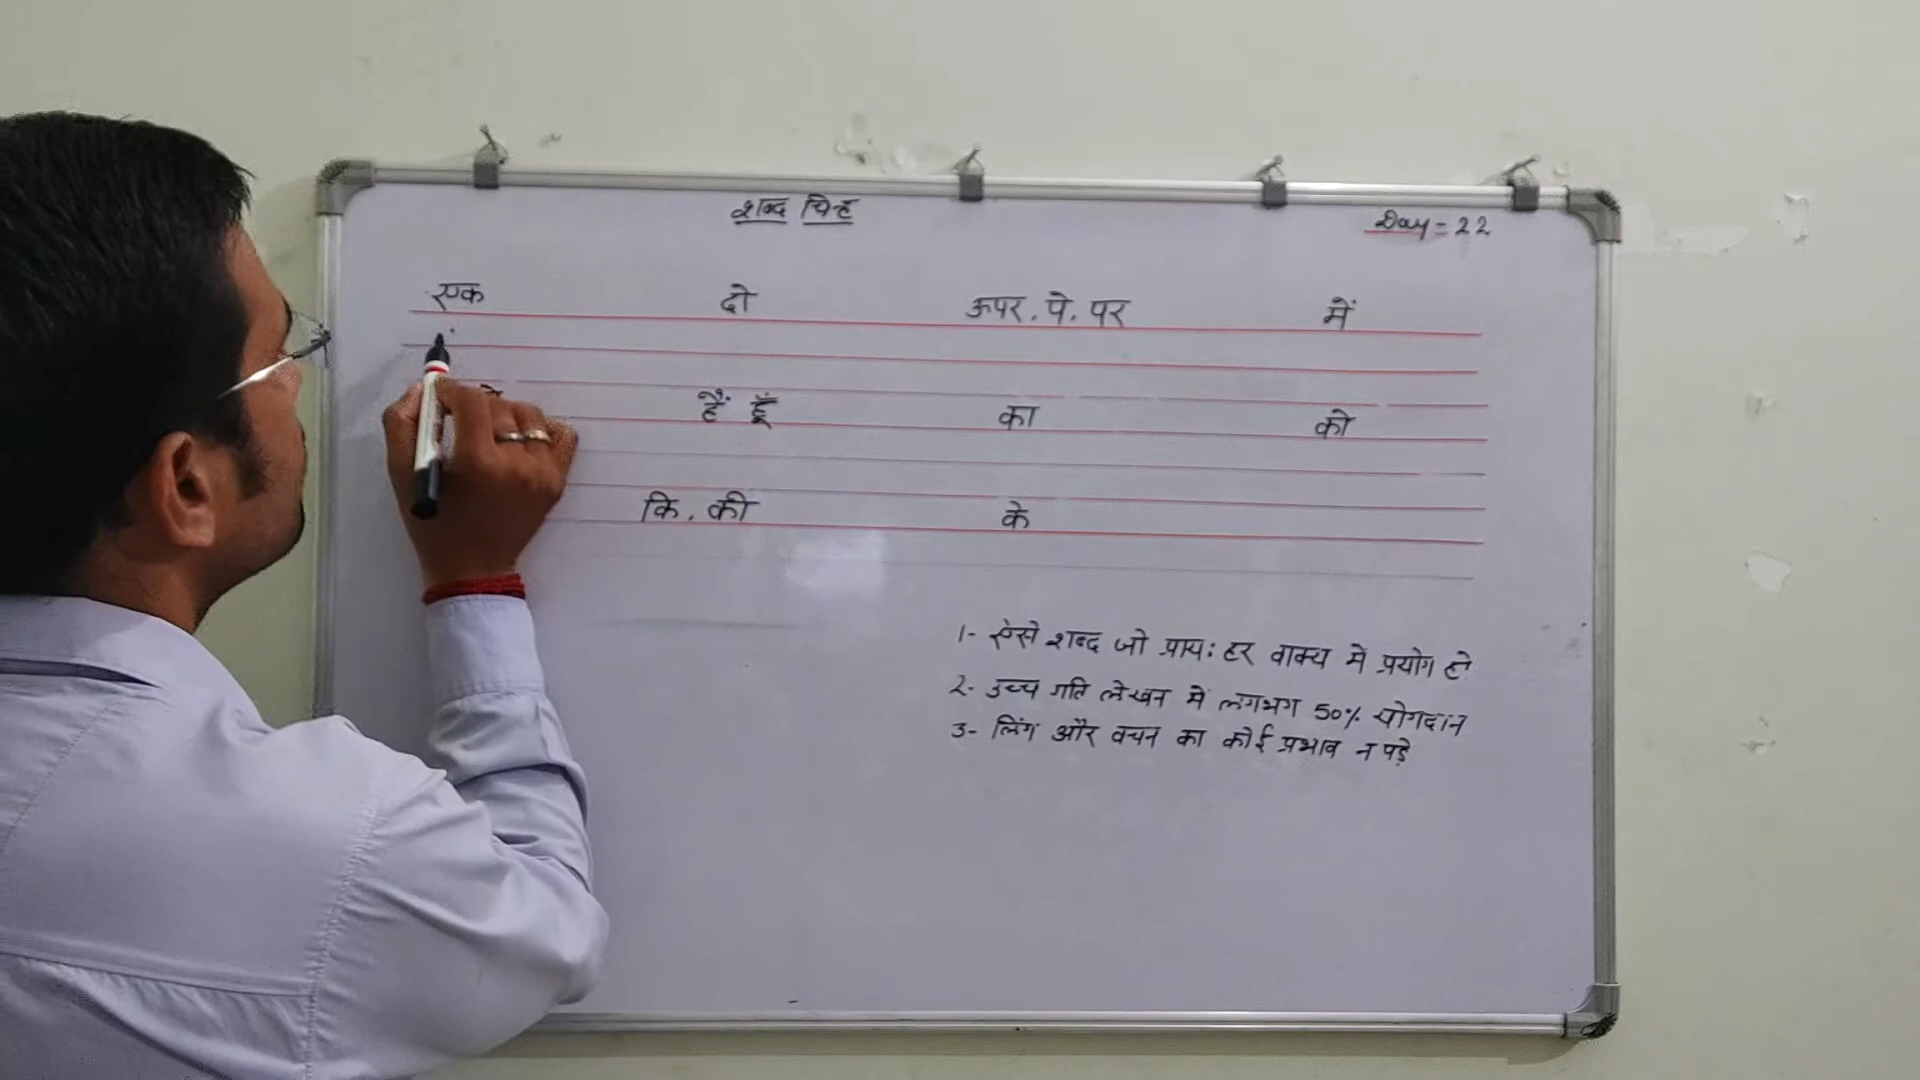 शब्द चिन्ह Day = 22
एक दो ऊपर. पे. पर में
हैं. हूँ का को
कि. की के
1- ऐसे शब्द जो प्रायः हर वाक्य में प्रयोग हो
2- उच्च गति लेखन में लगभग 50% योगदान
3- लिंग और वचन का कोई प्रभाव न पड़े